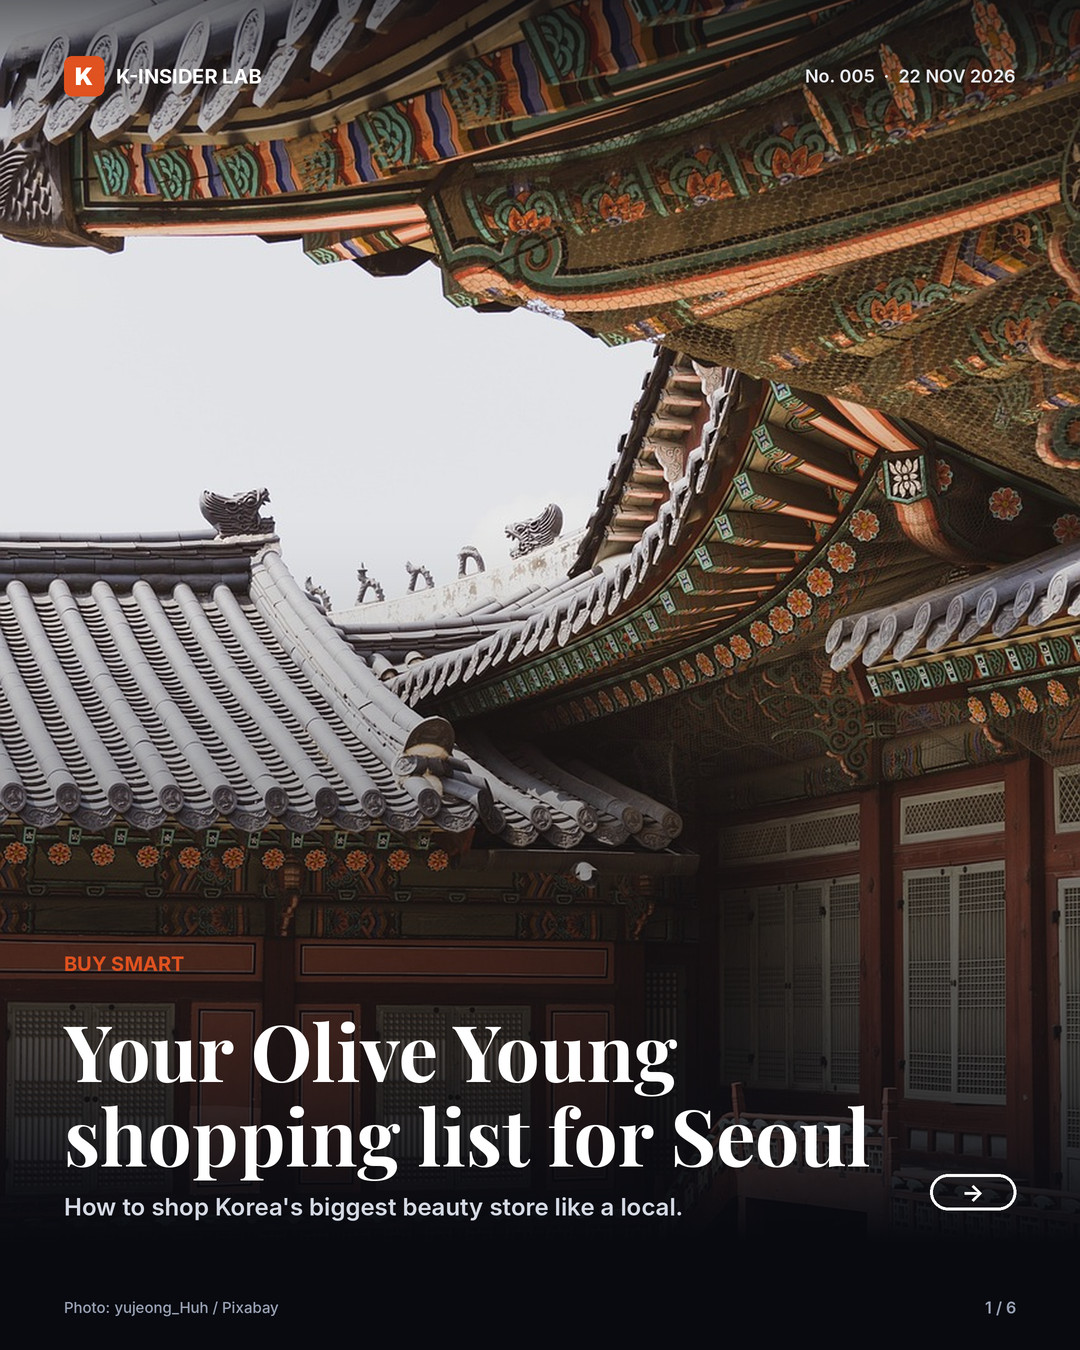 K K-INSIDER LAB
No. 005 · 22 NOV 2026
BUY SMART
Your Olive Young
shopping list for Seoul
How to shop Korea's biggest beauty store like a local.
→
Photo: yujeong_Huh / Pixabay
1 / 6